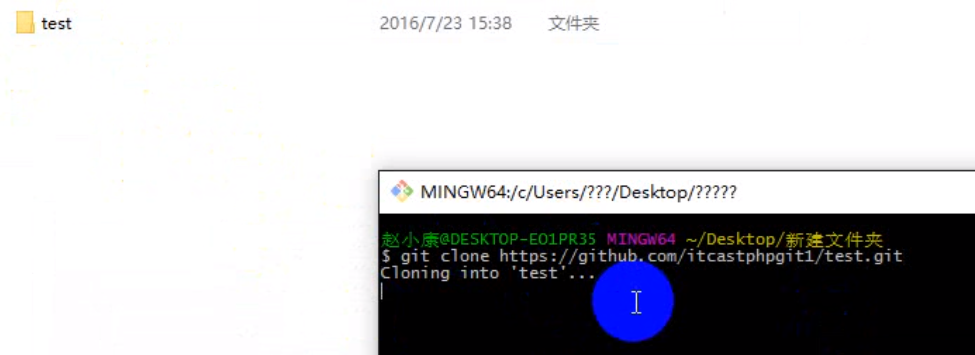 test 2016/7/23 15:38 文件夹
MINGW64:/c/Users/???/Desktop/?????
赵小康@DESKTOP-EO1PR35 MINGW64 ~/Desktop/新建文件夹
$ git clone https://github.com/itcastphpgit1/test.git
Cloning into 'test'...